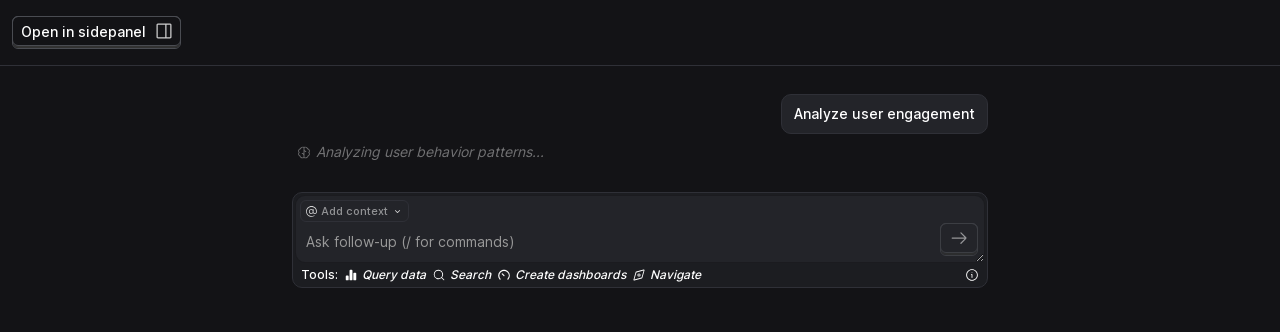 Open in sidepanel
Analyze user engagement
Analyzing user behavior patterns...
@ Add context
Ask follow-up (/ for commands)
Tools: Query data Search Create dashboards Navigate